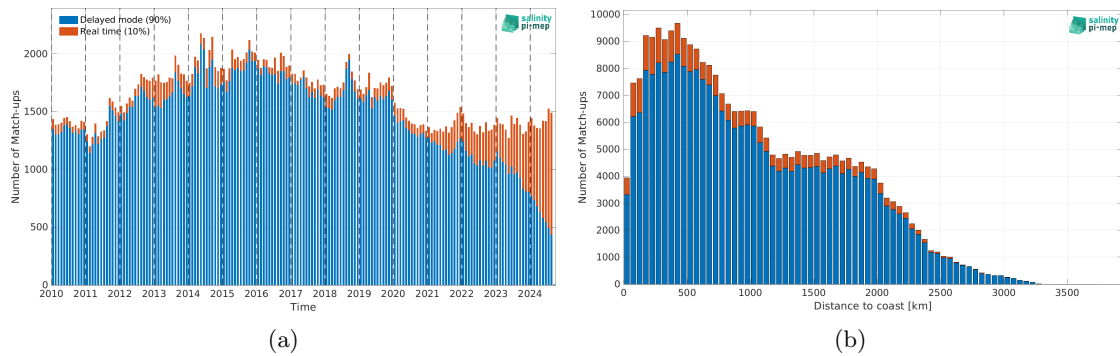 Delayed mode (90%)
Real time (10%)
salinity
pi-mep
Number of Match-ups
2000
1500
1000
500
0
2010 2011 2012 2013 2014 2015 2016 2017 2018 2019 2020 2021 2022 2023 2024
Time
(a)
salinity
pi-mep
Number of Match-ups
10000
9000
8000
7000
6000
5000
4000
3000
2000
1000
0
0 500 1000 1500 2000 2500 3000 3500
Distance to coast [km]
(b)